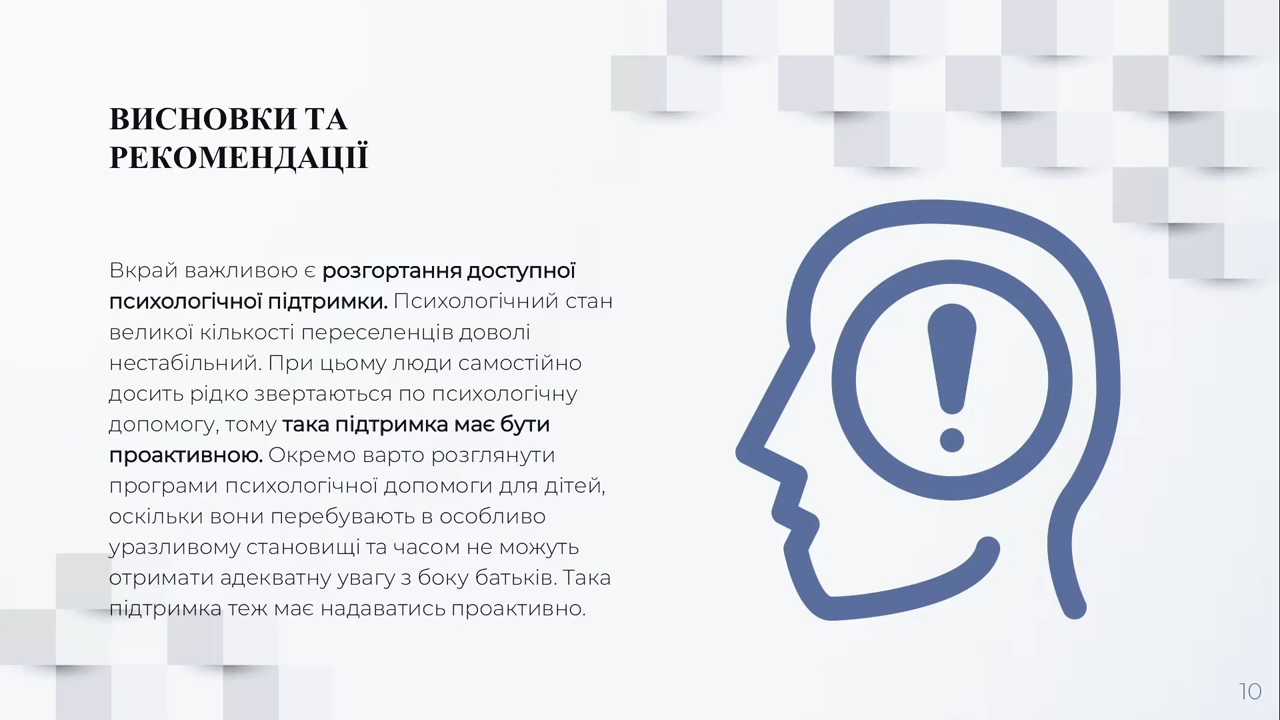 ВИСНОВКИ ТА
РЕКОМЕНДАЦІЇ
Вкрай важливою є розгортання доступної
психологічної підтримки. Психологічний стан
великої кількості переселенців доволі
нестабільний. При цьому люди самостійно
досить рідко звертаються по психологічну
допомогу, тому така підтримка має бути
проактивною. Окремо варто розглянути
програми психологічної допомоги для дітей,
оскільки вони перебувають в особливо
уразливому становищі та часом не можуть
отримати адекватну увагу з боку батьків. Така
підтримка теж має надаватись проактивно.
10